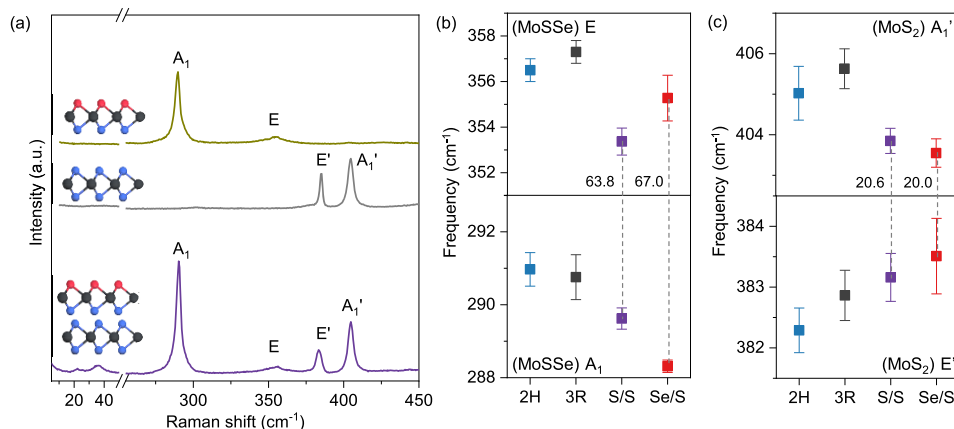 (a)
Intensity (a.u.)
A₁
E
E'
A₁'
A₁
E
E'
A₁'
20
40
300
350
400
450
Raman shift (cm⁻¹)
(b)
(MoSSe) E
358
356
354
352
63.8
67.0
Frequency (cm⁻¹)
292
290
288
(MoSSe) A₁
2H
3R
S/S
Se/S
(c)
(MoS₂) A₁'
406
404
20.6
20.0
Frequency (cm⁻¹)
384
383
382
(MoS₂) E'
2H
3R
S/S
Se/S